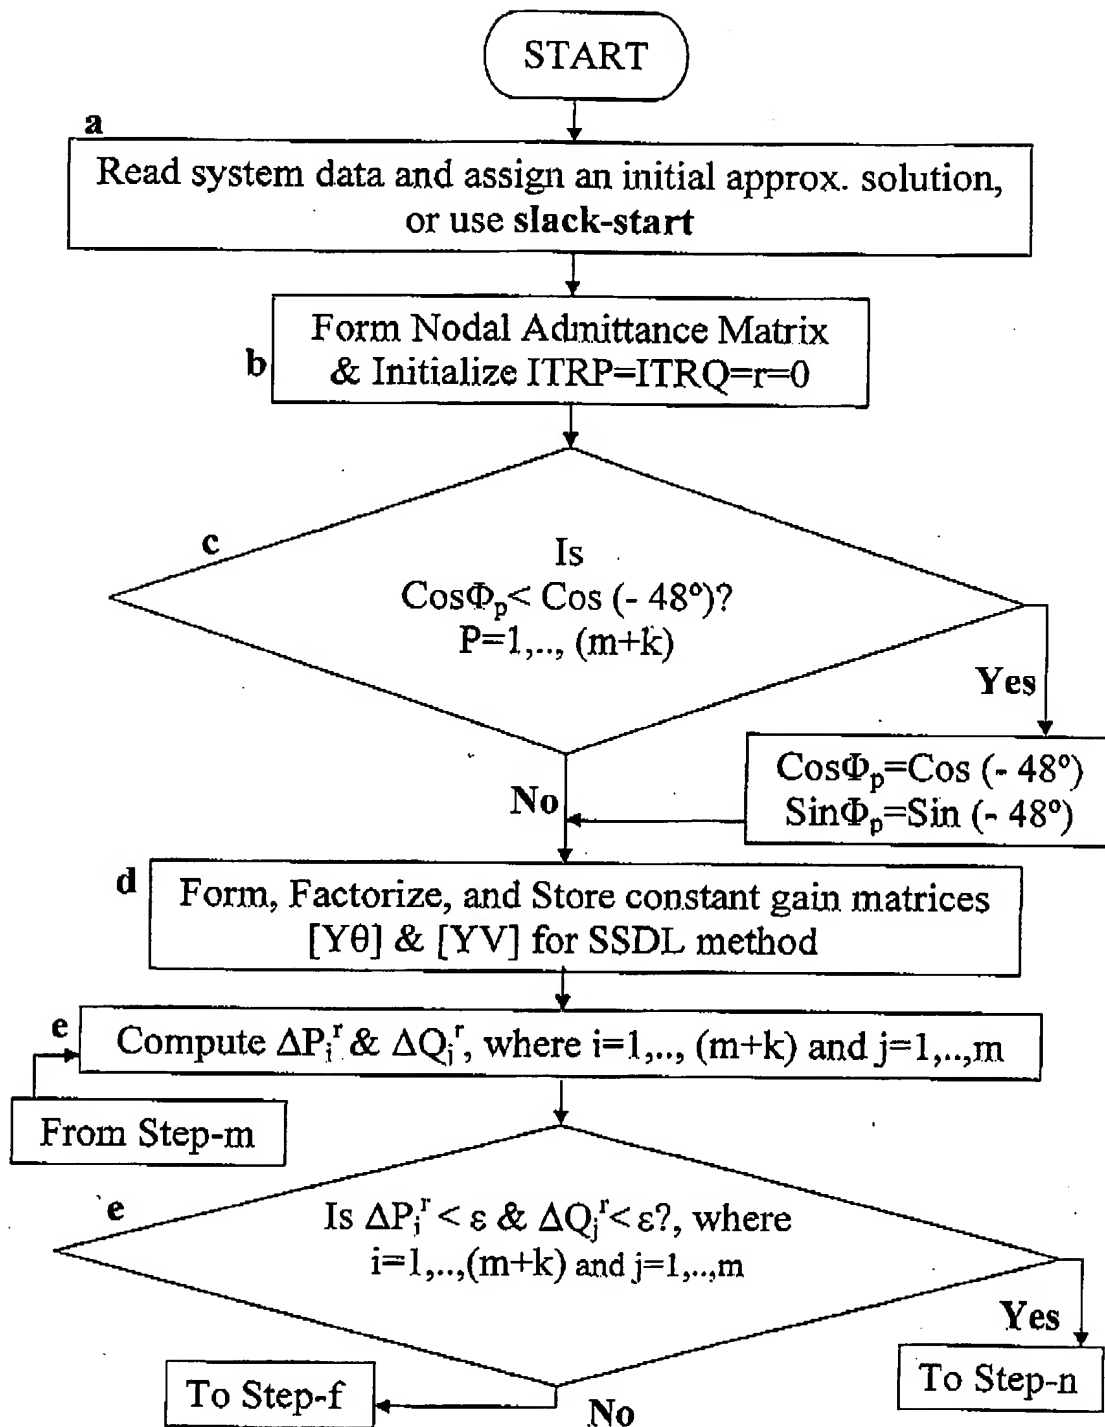 START
a
Read system data and assign an initial approx. solution,
or use slack-start
b
Form Nodal Admittance Matrix
& Initialize ITRP=ITRQ=r=0
c
Is
CosΦₚ< Cos (- 48º)?
P=1,.., (m+k)
Yes
CosΦₚ=Cos (- 48º)
SinΦₚ=Sin (- 48º)
No
d
Form, Factorize, and Store constant gain matrices
[Yθ] & [YV] for SSDL method
e
Compute ΔPᵢʳ & ΔQⱼʳ, where i=1,.., (m+k) and j=1,..,m
From Step-m
e
Is ΔPᵢʳ < ε & ΔQⱼʳ< ε?, where
i=1,..,(m+k) and j=1,..,m
Yes
To Step-n
To Step-f
No